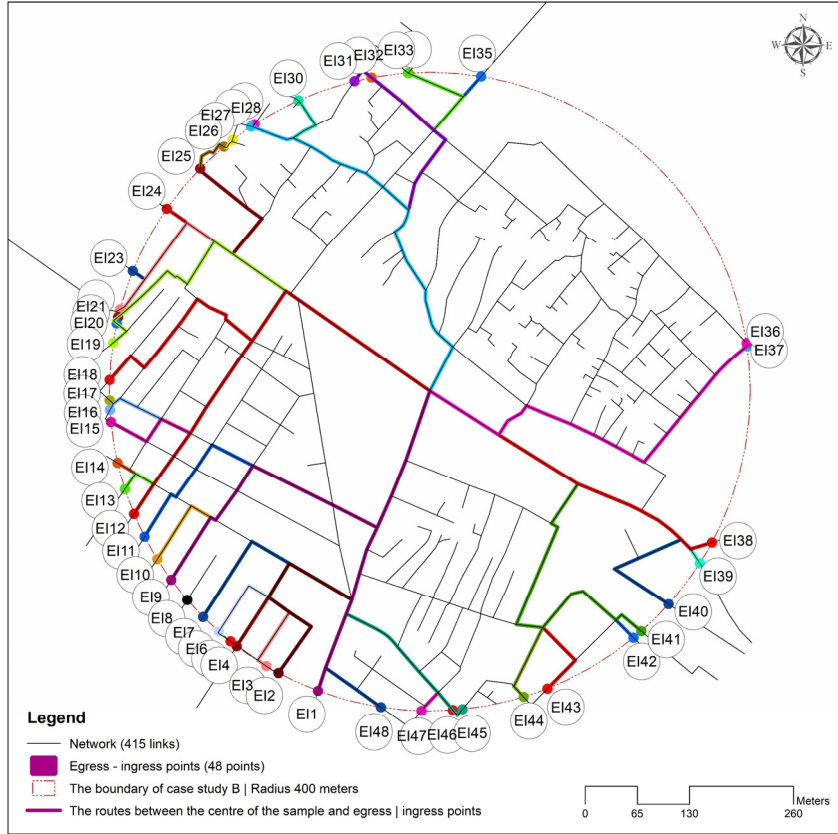 N
W E
S
EI35
EI33
EI32
EI31
EI30
EI28
EI27
EI26
EI25
EI24
EI23
EI21
EI20
EI19
EI18
EI17
EI16
EI15
EI14
EI13
EI12
EI11
EI10
EI9
EI8
EI7
EI6
EI4
EI3
EI2
EI1
EI48
EI47
EI46
EI45
EI44
EI43
EI42
EI41
EI40
EI39
EI38
EI37
EI36
Legend
Network (415 links)
Egress - ingress points (48 points)
The boundary of case study B | Radius 400 meters
The routes between the centre of the sample and egress | ingress points
Meters
0 65 130 260